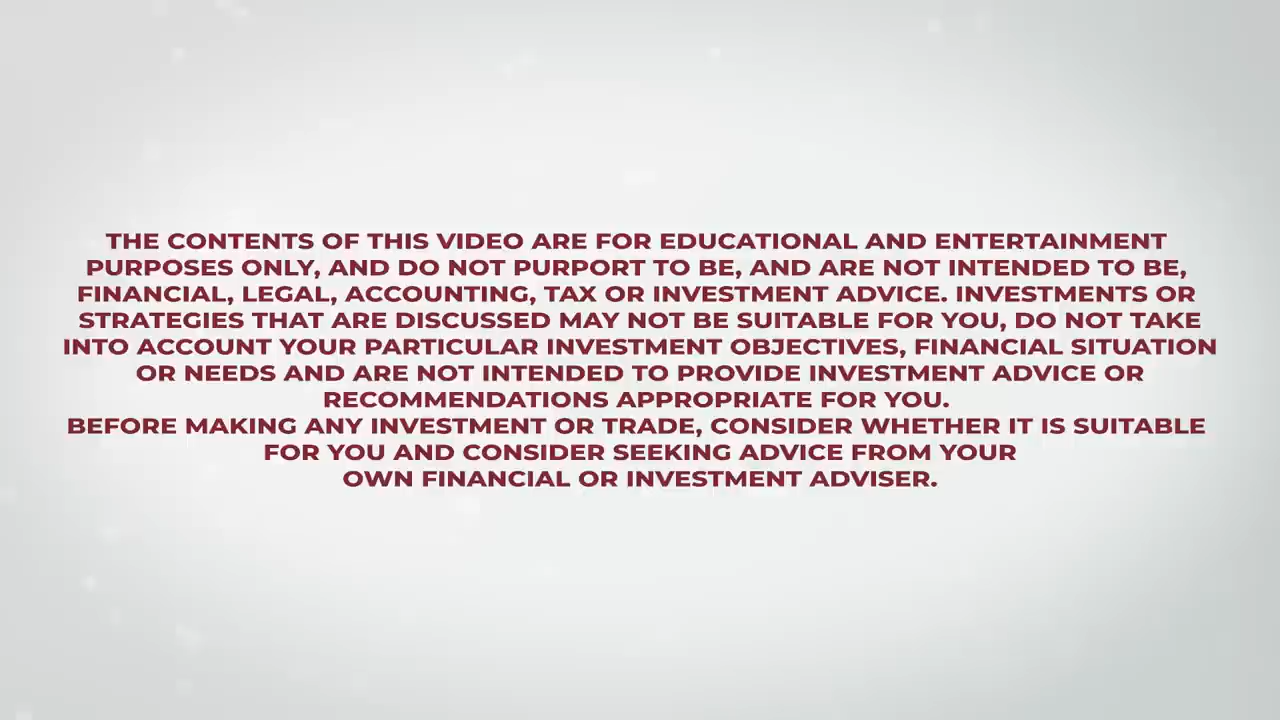 THE CONTENTS OF THIS VIDEO ARE FOR EDUCATIONAL AND ENTERTAINMENT
PURPOSES ONLY, AND DO NOT PURPORT TO BE, AND ARE NOT INTENDED TO BE,
FINANCIAL, LEGAL, ACCOUNTING, TAX OR INVESTMENT ADVICE. INVESTMENTS OR
STRATEGIES THAT ARE DISCUSSED MAY NOT BE SUITABLE FOR YOU, DO NOT TAKE
INTO ACCOUNT YOUR PARTICULAR INVESTMENT OBJECTIVES, FINANCIAL SITUATION
OR NEEDS AND ARE NOT INTENDED TO PROVIDE INVESTMENT ADVICE OR
RECOMMENDATIONS APPROPRIATE FOR YOU.
BEFORE MAKING ANY INVESTMENT OR TRADE, CONSIDER WHETHER IT IS SUITABLE
FOR YOU AND CONSIDER SEEKING ADVICE FROM YOUR
OWN FINANCIAL OR INVESTMENT ADVISER.